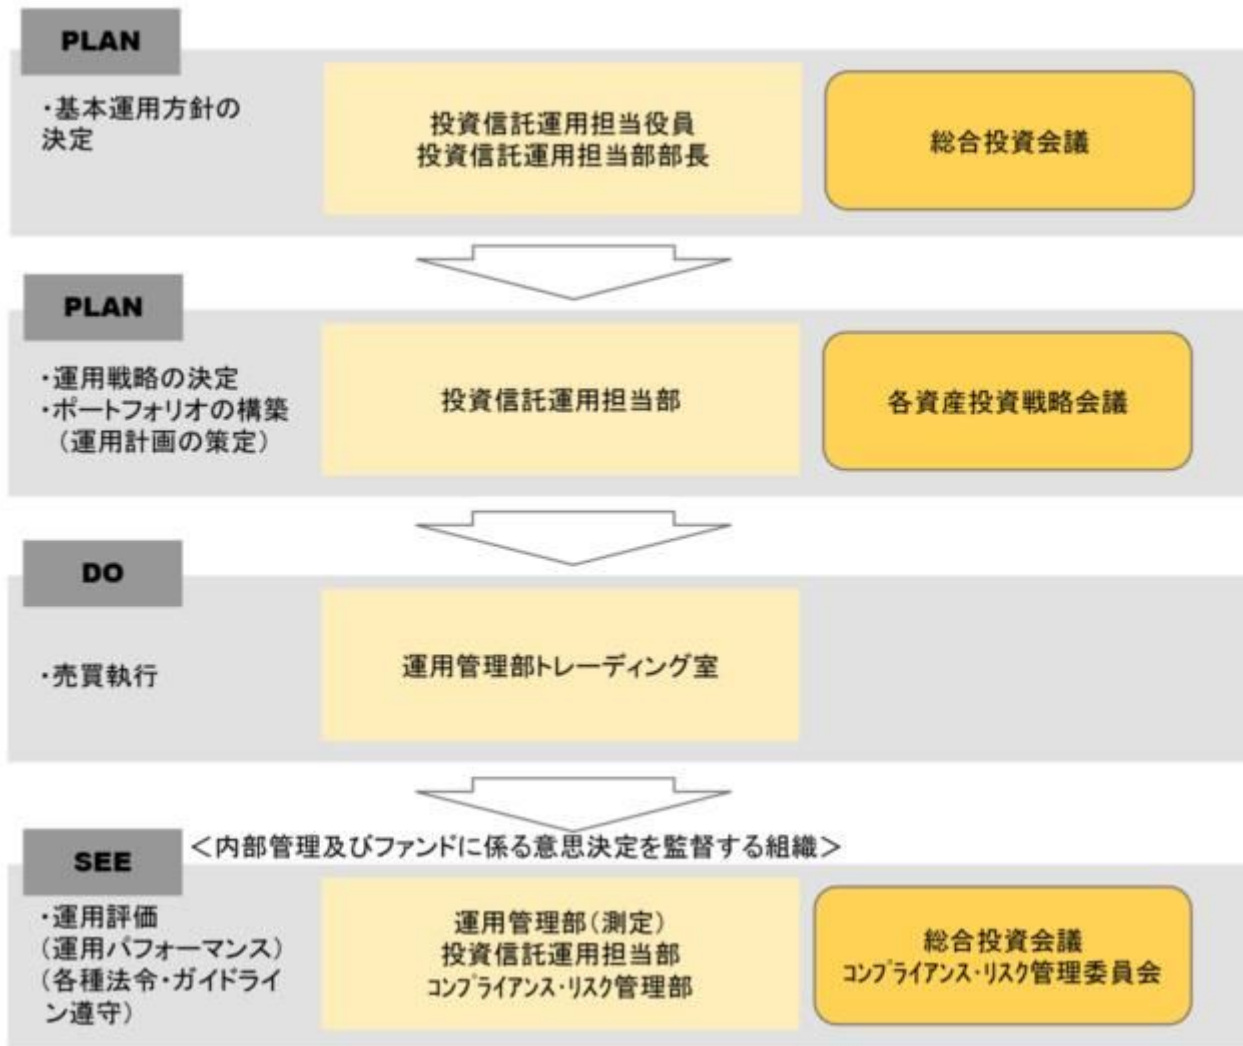 PLAN
・基本運用方針の
決定
投資信託運用担当役員
投資信託運用担当部部長
総合投資会議
PLAN
・運用戦略の決定
・ポートフォリオの構築
（運用計画の策定）
投資信託運用担当部
各資産投資戦略会議
DO
・売買執行
運用管理部トレーディング室
SEE
＜内部管理及びファンドに係る意思決定を監督する組織＞
・運用評価
（運用パフォーマンス）
（各種法令・ガイドライ
ン遵守）
運用管理部（測定）
投資信託運用担当部
ｺﾝﾌﾟﾗｲｱﾝｽ･ﾘｽｸ管理部
総合投資会議
ｺﾝﾌﾟﾗｲｱﾝｽ･ﾘｽｸ管理委員会